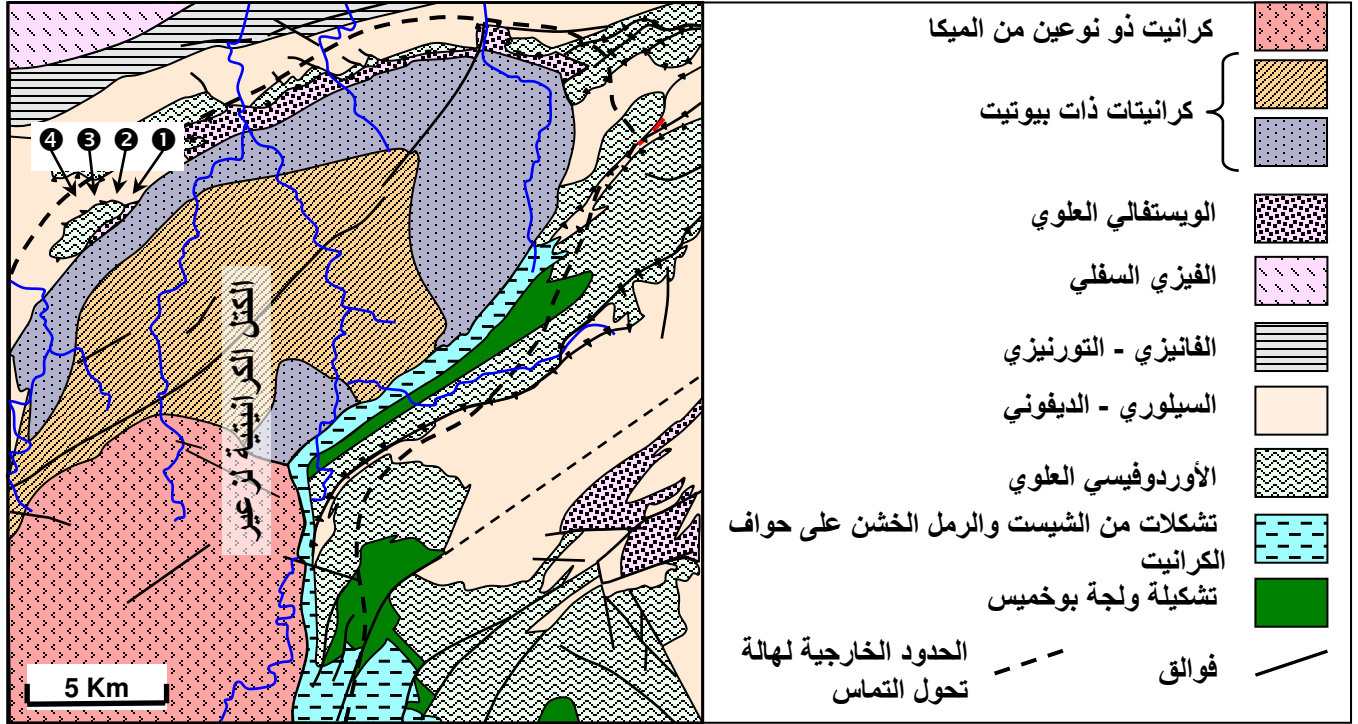 ❹ ❸ ❷ ❶
الكتل الكرانيتية لزعير
5 Km
كرانيت ذو نوعين من الميكا
كرانيتات ذات بيوتيت
الويستفالي العلوي
الفيزي السفلي
الفانيزي - التورنيزي
السيلوري - الديفوني
الأوردوفيسي العلوي
تشكلات من الشيست والرمل الخشن على حواف
الكرانيت
تشكيلة ولجة بوخميس
فوالق
الحدود الخارجية لهالة
تحول التماس